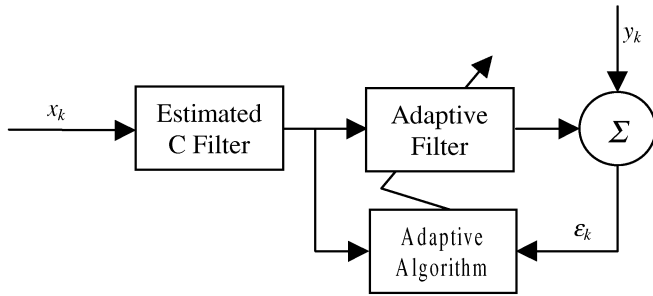 y_k
x_k
Estimated
C Filter
Adaptive
Filter
Σ
Adaptive
Algorithm
ε_k